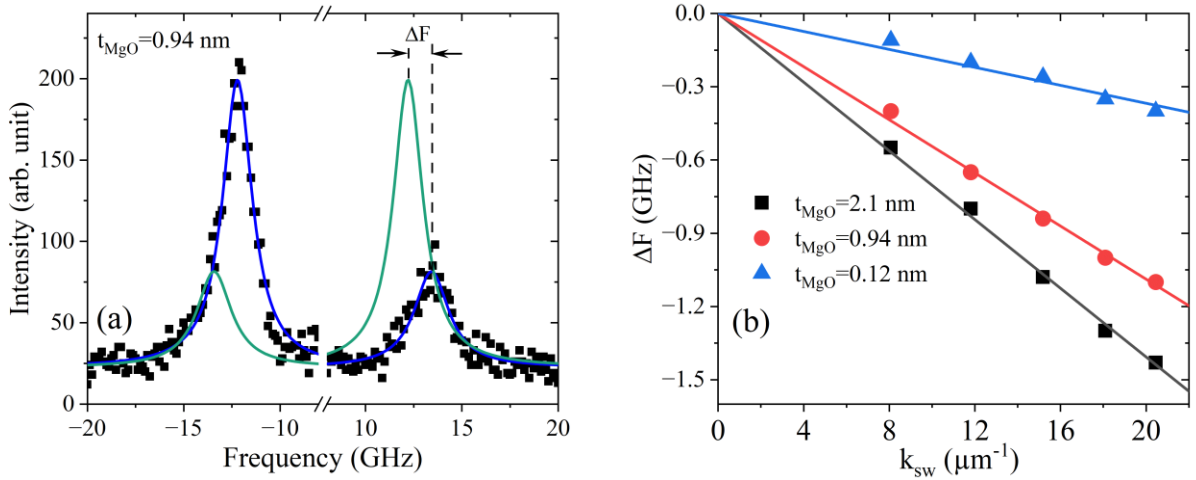 t_MgO=0.94 nm
ΔF
200
150
100
50
0
(a)
−20
−15
−10
10
15
20
Intensity (arb. unit)
Frequency (GHz)
0.0
−0.3
−0.6
−0.9
−1.2
−1.5
t_MgO=2.1 nm
t_MgO=0.94 nm
t_MgO=0.12 nm
(b)
0
4
8
12
16
20
ΔF (GHz)
k_sw (µm⁻¹)